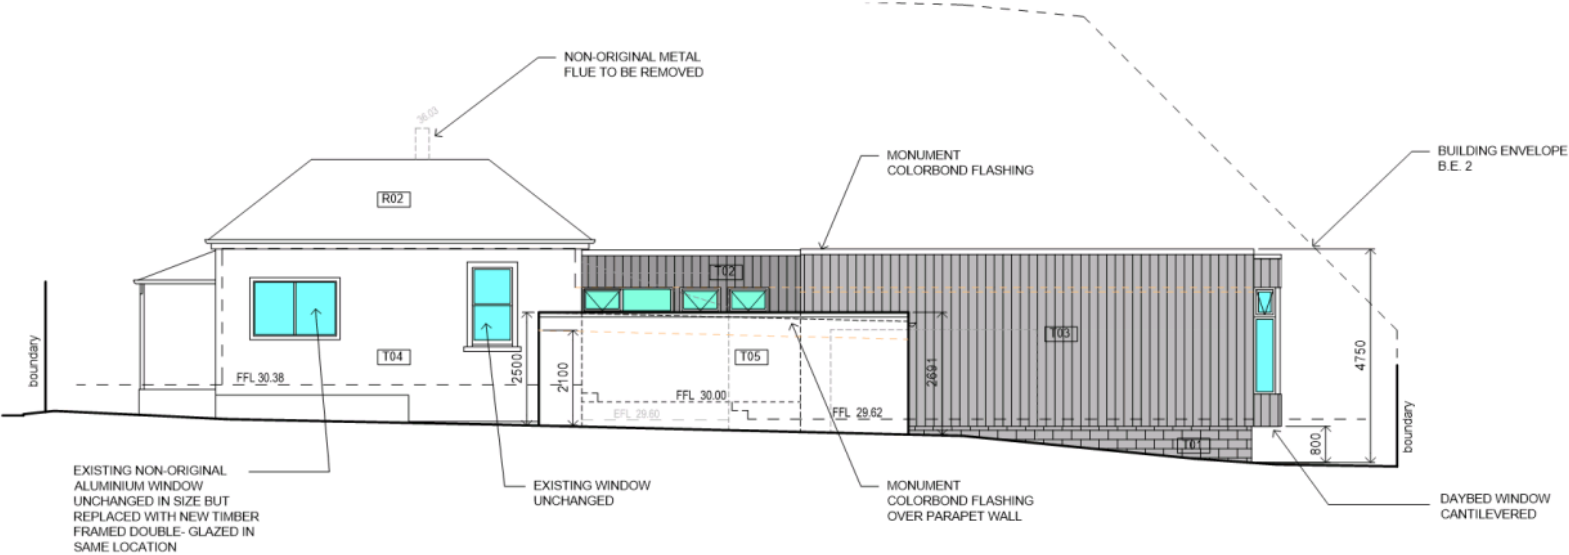 NON-ORIGINAL METAL
FLUE TO BE REMOVED
36.03
MONUMENT
COLORBOND FLASHING
BUILDING ENVELOPE
B.E. 2
R02
T02
T03
T04
T05
T01
boundary
FFL 30.38
2500
2100
FFL 30.00
EFL 29.60
FFL 29.62
2691
4750
800
boundary
EXISTING NON-ORIGINAL
ALUMINIUM WINDOW
UNCHANGED IN SIZE BUT
REPLACED WITH NEW TIMBER
FRAMED DOUBLE- GLAZED IN
SAME LOCATION
EXISTING WINDOW
UNCHANGED
MONUMENT
COLORBOND FLASHING
OVER PARAPET WALL
DAYBED WINDOW
CANTILEVERED